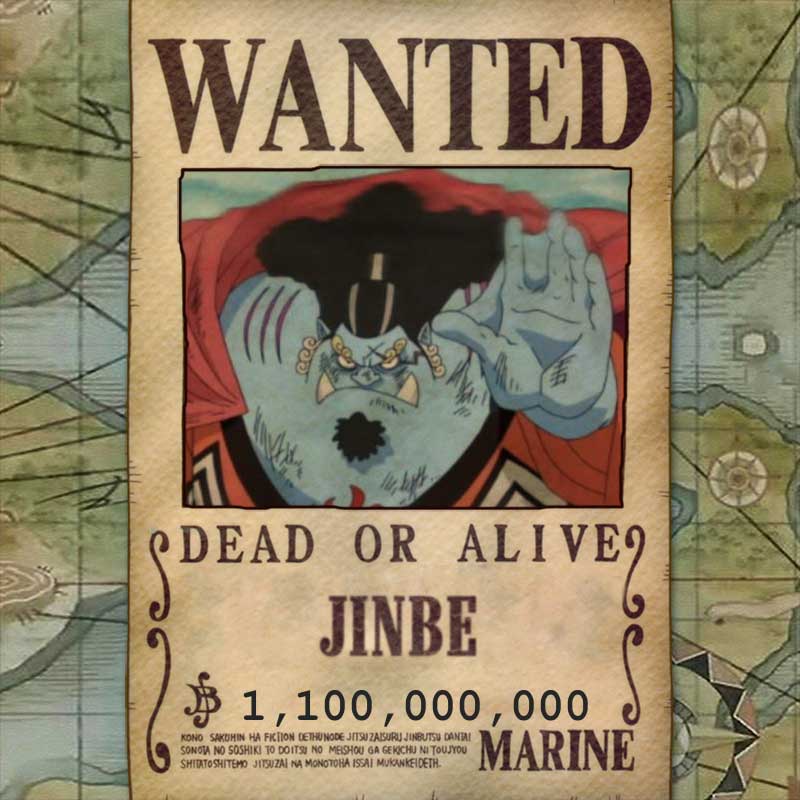 WANTED
DEAD OR ALIVE
JINBE
1,100,000,000
KONO SAKUHIN HA FICTION DETHUNODE JITSUZAISURU JINBUTSU DANTAI
SONOTA NO SOSHIKI TO DOITSU NO MEISHOU GA GEKICHU NI TOUJYOU
SHITATOSHITEMO JITSUZAI NA MONOTOHA ISSAI MUKANKEIDETH.
MARINE